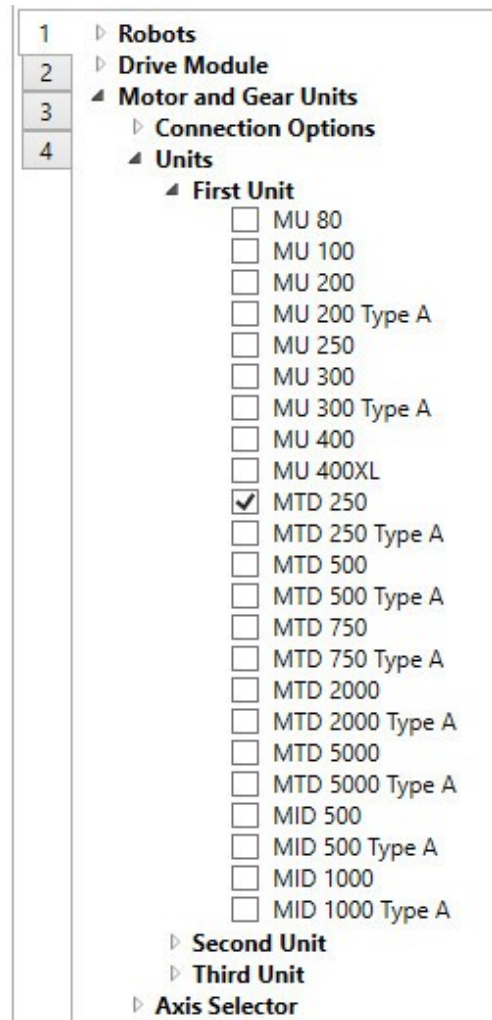 1
Robots
2
Drive Module
3
Motor and Gear Units
4
Connection Options
Units
First Unit
MU 80
MU 100
MU 200
MU 200 Type A
MU 250
MU 300
MU 300 Type A
MU 400
MU 400XL
MTD 250
MTD 250 Type A
MTD 500
MTD 500 Type A
MTD 750
MTD 750 Type A
MTD 2000
MTD 2000 Type A
MTD 5000
MTD 5000 Type A
MID 500
MID 500 Type A
MID 1000
MID 1000 Type A
Second Unit
Third Unit
Axis Selector